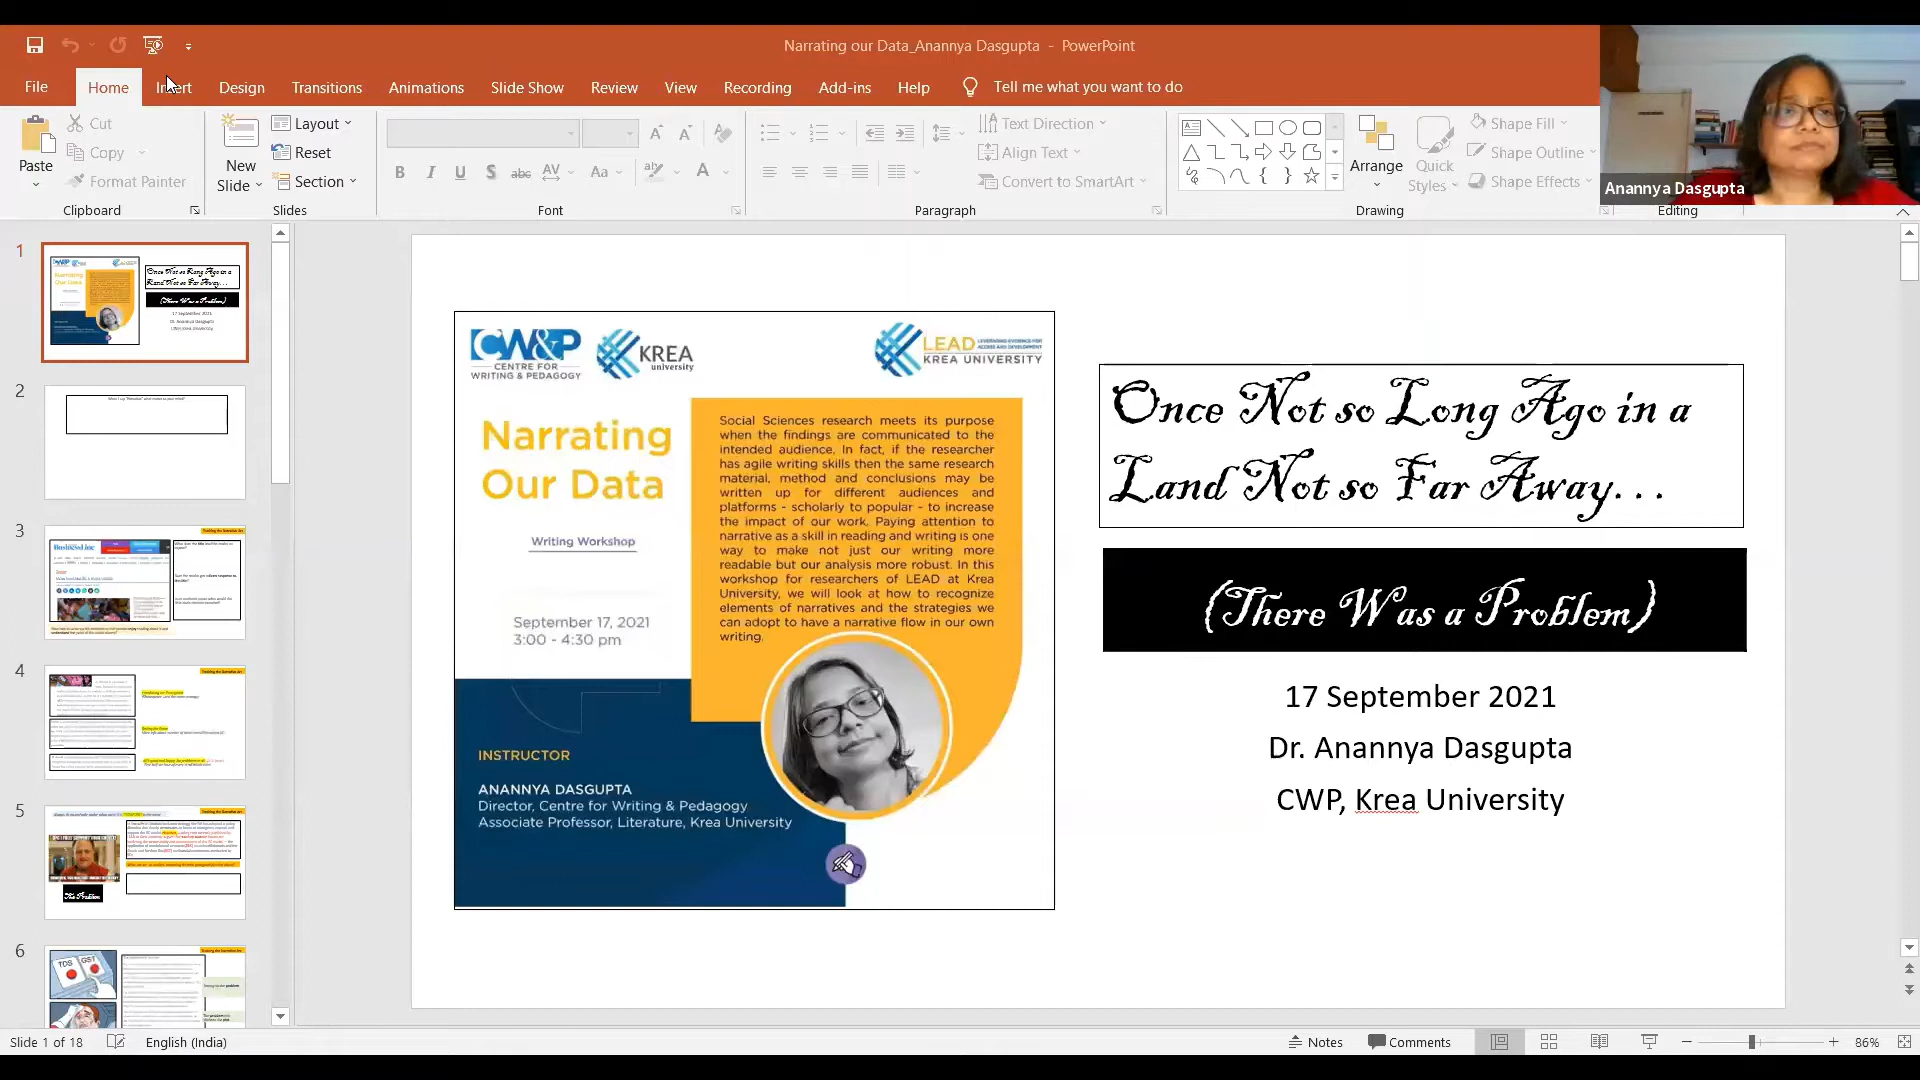 Narrating our Data_Anannya Dasgupta - PowerPoint
File Home Insert Design Transitions Animations Slide Show Review View Recording Add-ins Help Tell me what you want to do
Paste
Cut
Copy
Format Painter
Clipboard
New
Slide
Layout
Reset
Section
Slides
Font
Text Direction
Align Text
Convert to SmartArt
Paragraph
Arrange
Quick
Styles
Drawing
Shape Fill
Shape Outline
Shape Effects
Editing
Anannya Dasgupta
1
2
3
4
5
6
CW&P
CENTRE FOR
WRITING & PEDAGOGY
KREA
university
LEAD LEVERAGING EVIDENCE FOR
ACCESS AND DEVELOPMENT
KREA UNIVERSITY
Narrating
Our Data
Writing Workshop
September 17, 2021
3:00 - 4:30 pm
Social Sciences research meets its purpose
when the findings are communicated to the
intended audience. In fact, if the researcher
has agile writing skills then the same research
material, method and conclusions may be
written up for different audiences and
platforms - scholarly to popular - to increase
the impact of our work. Paying attention to
narrative as a skill in reading and writing is one
way to make not just our writing more
readable but our analysis more robust. In this
workshop for researchers of LEAD at Krea
University, we will look at how to recognize
elements of narratives and the strategies we
can adopt to have a narrative flow in our own
writing.
INSTRUCTOR
ANANNYA DASGUPTA
Director, Centre for Writing & Pedagogy
Associate Professor, Literature, Krea University
Once Not so Long Ago in a
Land Not so Far Away...
(There Was a Problem)
17 September 2021
Dr. Anannya Dasgupta
CWP, Krea University
Slide 1 of 18
English (India)
Notes
Comments
86%